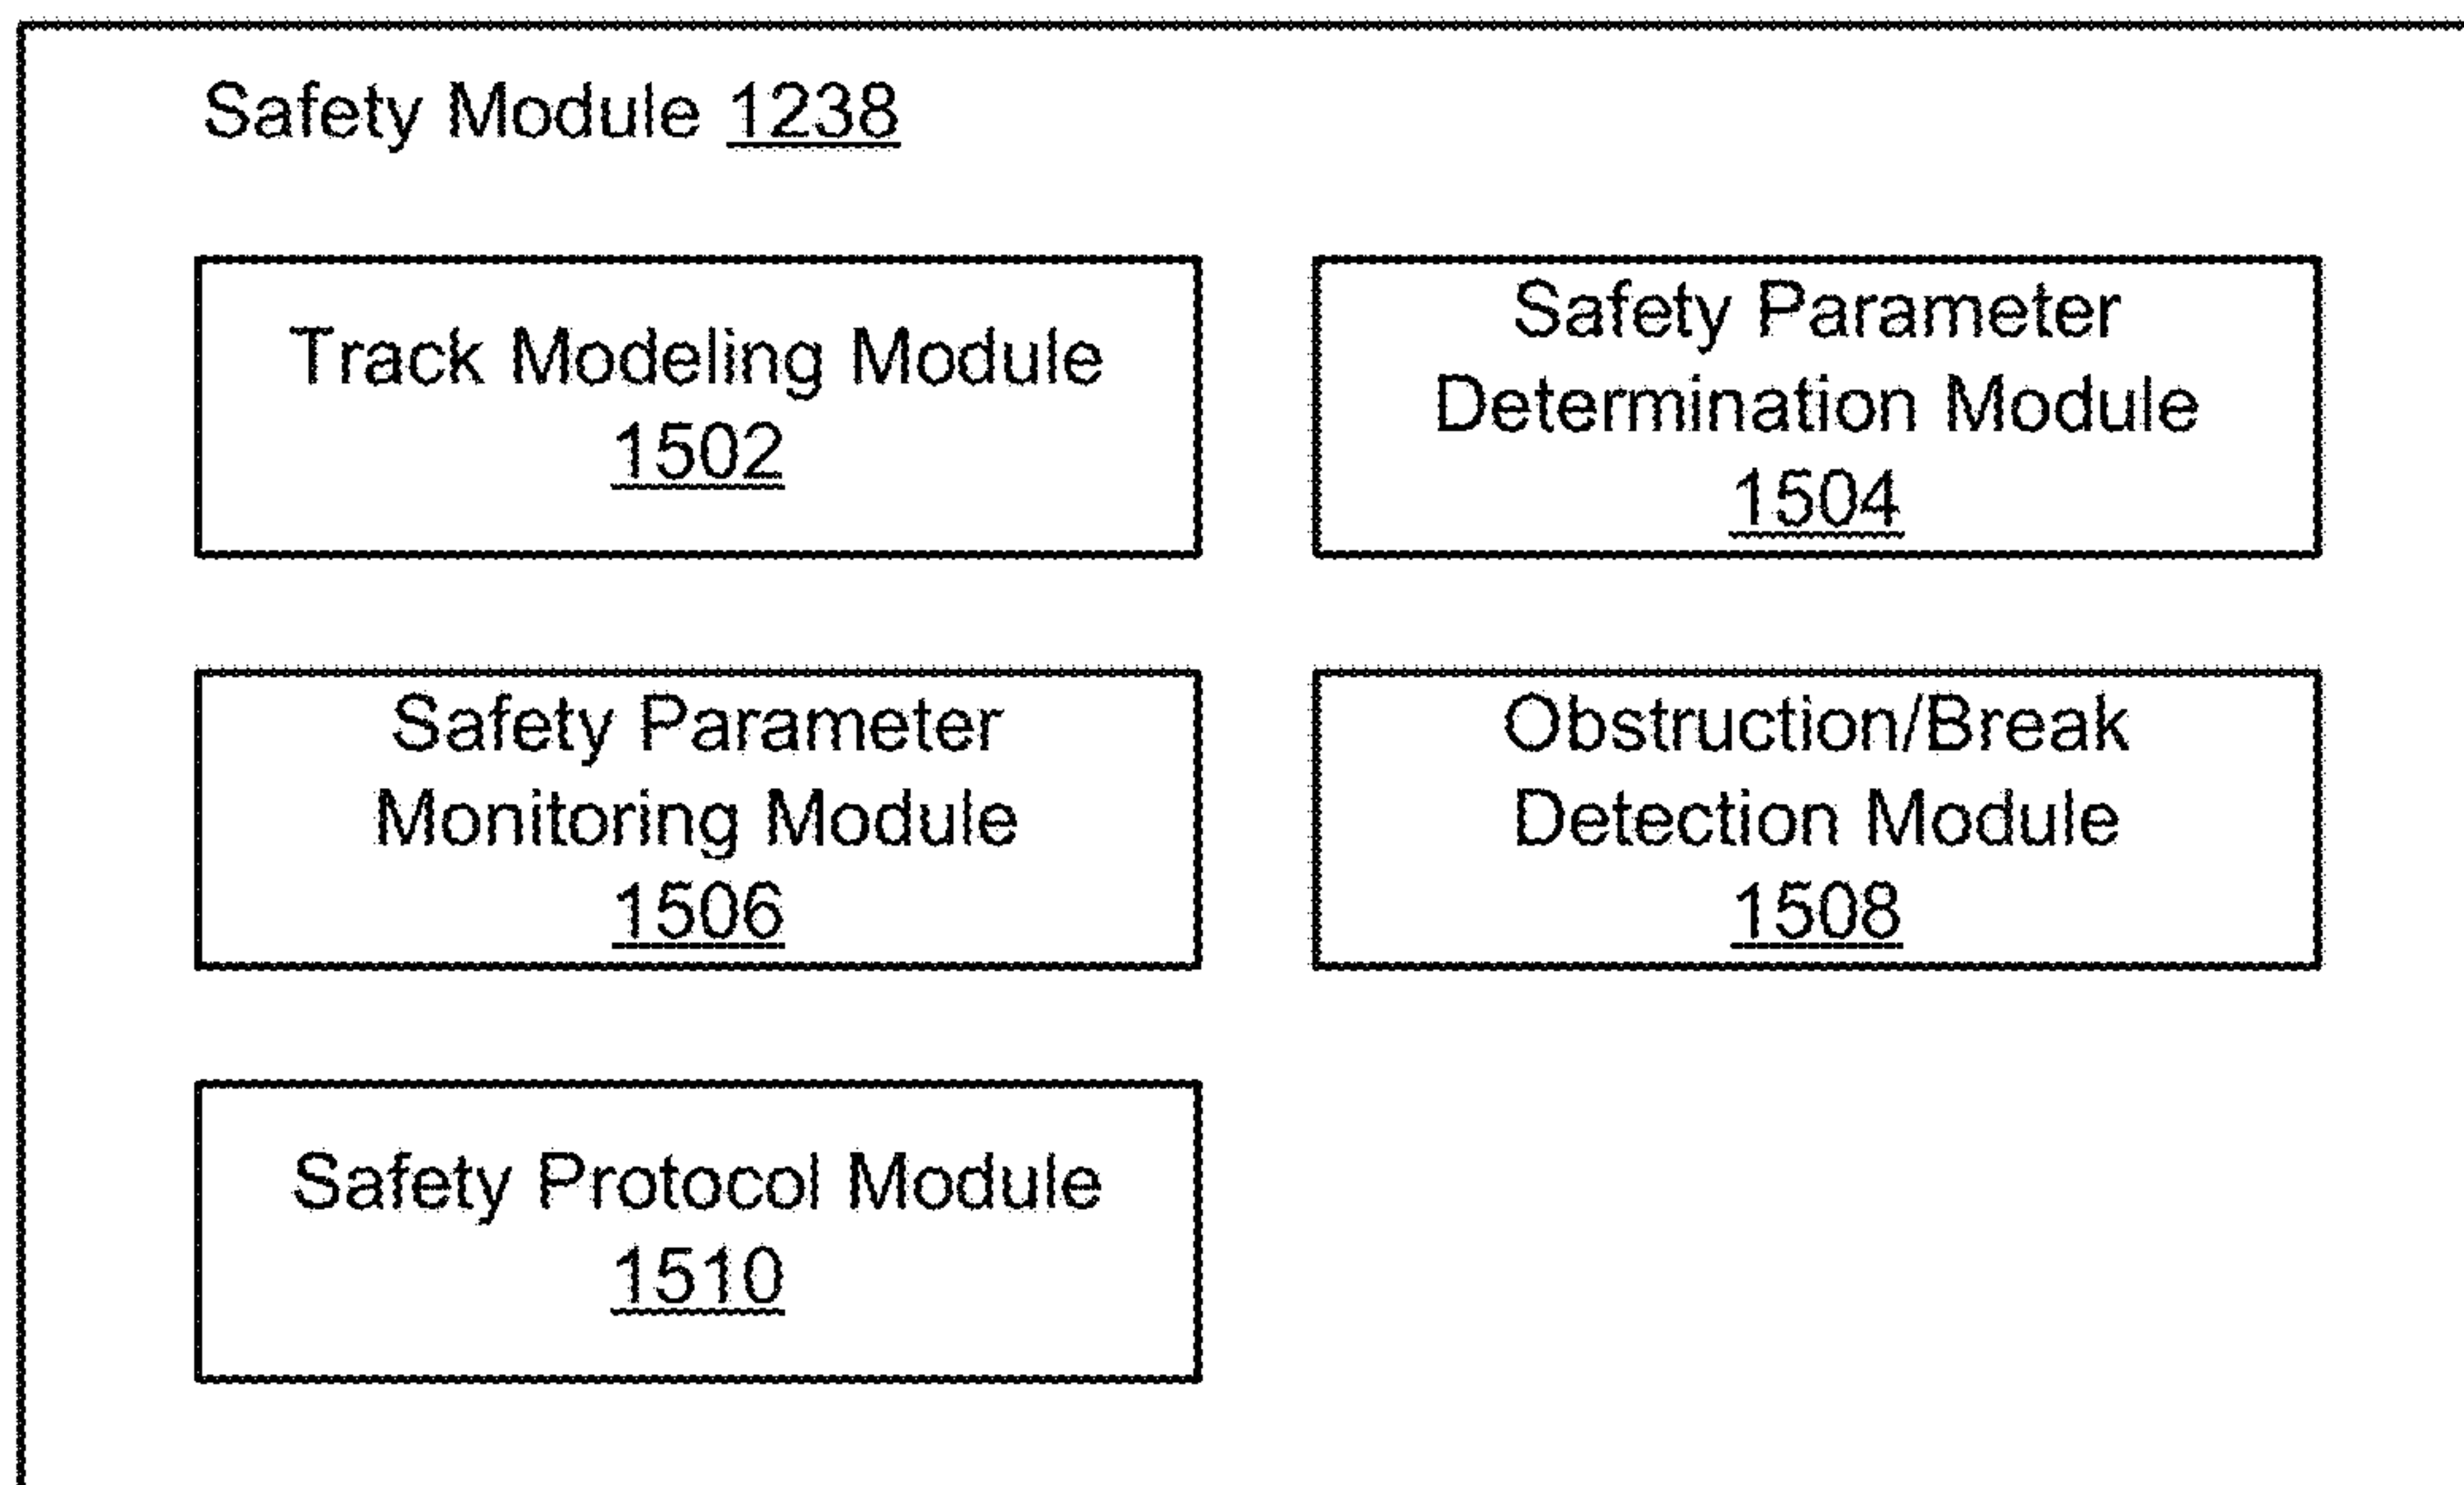 Safety Module 1238
Track Modeling Module
1502
Safety Parameter
Determination Module
1504
Safety Parameter
Monitoring Module
1506
Obstruction/Break
Detection Module
1508
Safety Protocol Module
1510